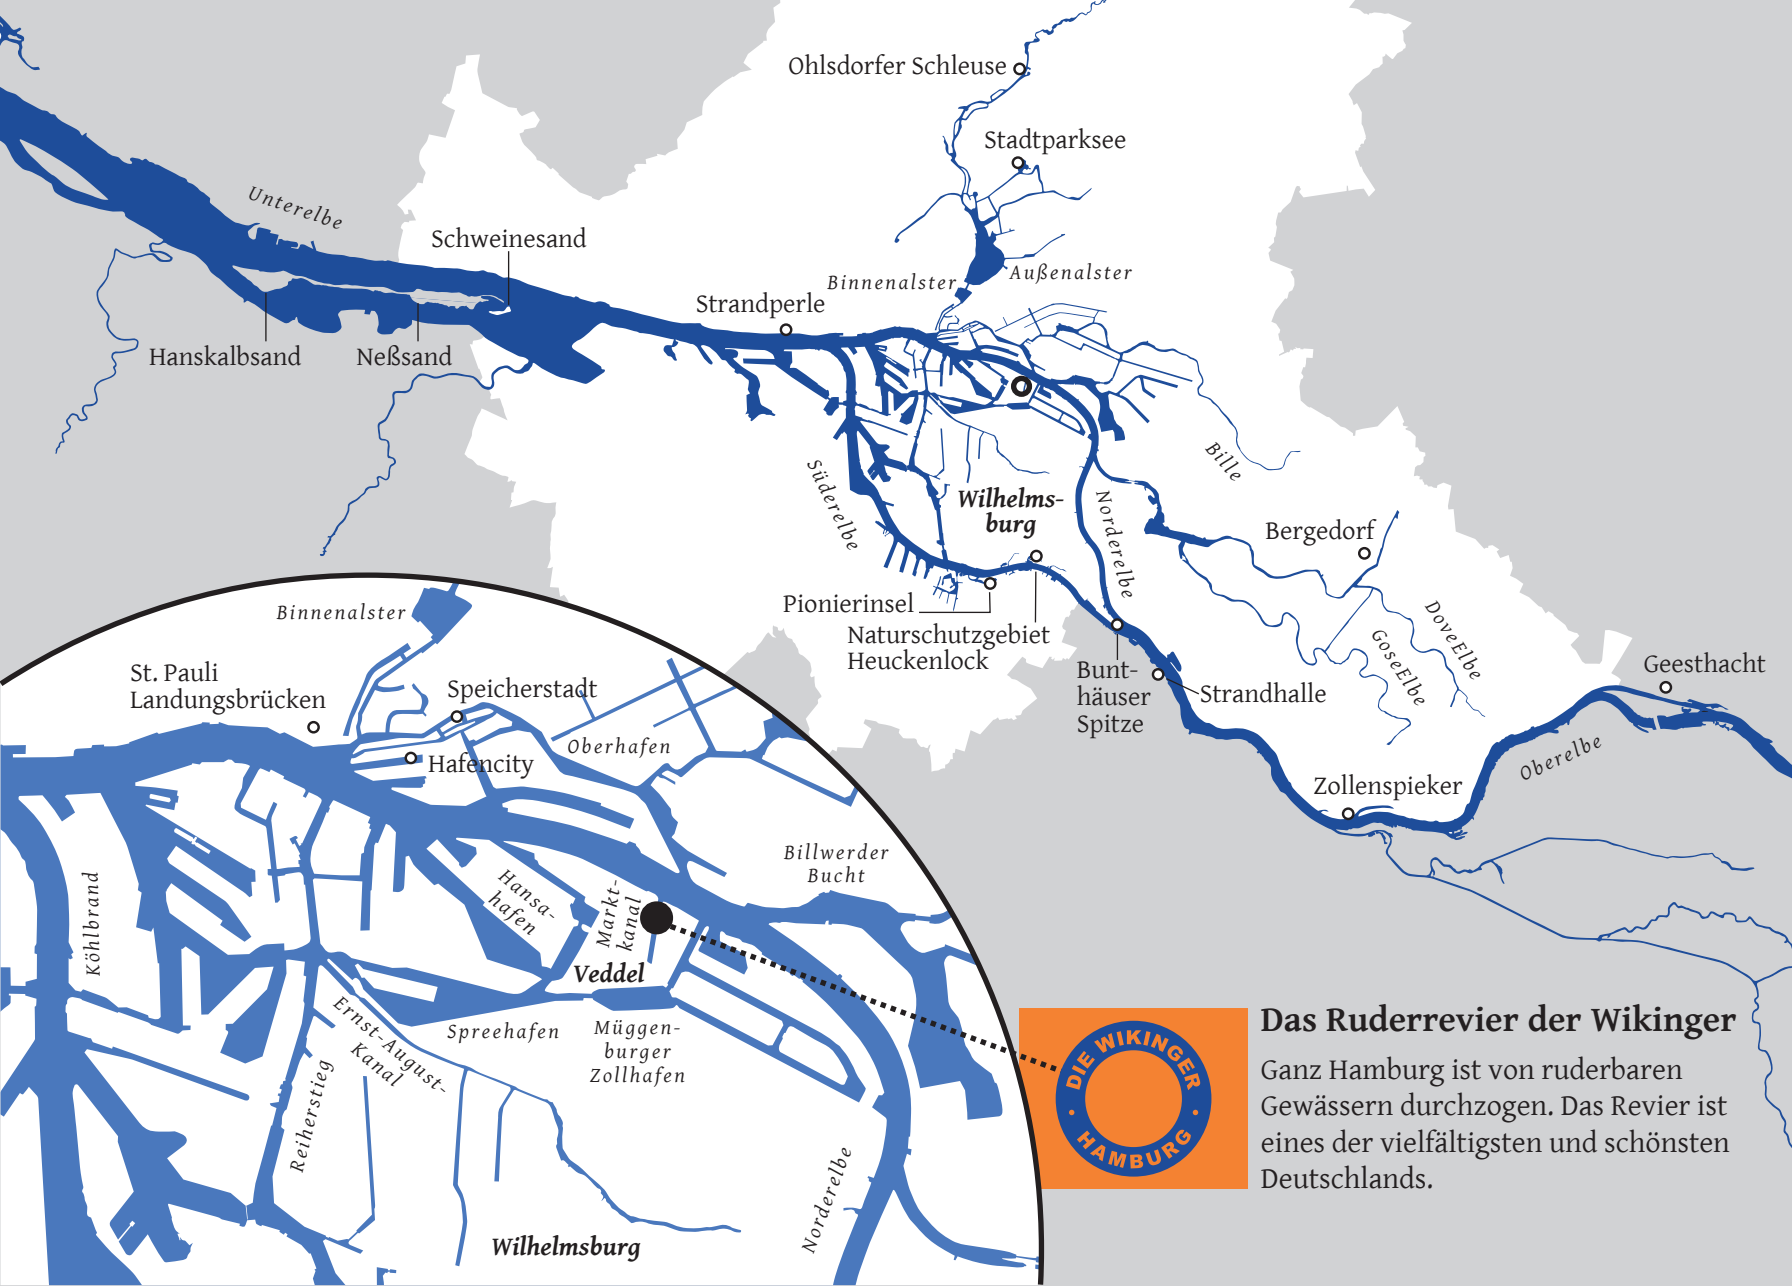 Ohlsdorfer Schleuse
Stadtparksee
Unterelbe
Schweinesand
Binnenalster
Außenalster
Strandperle
Hanskalbsand
Neßsand
Bille
Süderelbe
Wilhelms-
burg
Norderelbe
Bergedorf
Pionierinsel
Naturschutzgebiet
Heuckenlock
DoveElbe
GoseElbe
Bunt-
häuser
Spitze
Strandhalle
Geesthacht
Oberelbe
Zollenspieker
Binnenalster
St. Pauli
Landungsbrücken
Speicherstadt
Oberhafen
Hafencity
Billwerder
Bucht
Köhlbrand
Hansa-
hafen
Markt-
kanal
Veddel
Ernst-August-
Kanal
Spreehafen
Müggen-
burger
Zollhafen
Reiherstieg
Norderelbe
Wilhelmsburg
DIE WIKINGER
HAMBURG
Das Ruderrevier der Wikinger
Ganz Hamburg ist von ruderbaren
Gewässern durchzogen. Das Revier ist
eines der vielfältigsten und schönsten
Deutschlands.